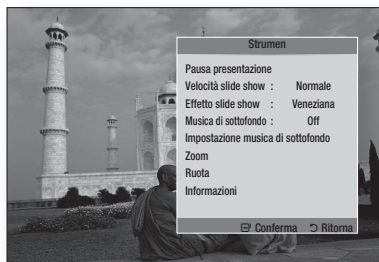 Strumen
Pausa presentazione
Velocità slide show : Normale
Effetto slide show : Veneziana
Musica di sottofondo : Off
Impostazione musica di sottofondo
Zoom
Ruota
Informazioni
Conferma Ritorna